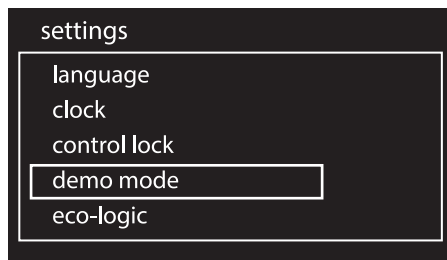 settings
language
clock
control lock
demo mode
eco-logic